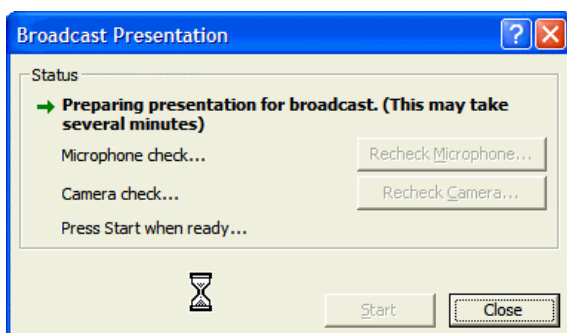 Broadcast Presentation
Status
Preparing presentation for broadcast. (This may take
several minutes)
Microphone check...
Recheck Microphone...
Camera check...
Recheck Camera...
Press Start when ready...
Start
Close